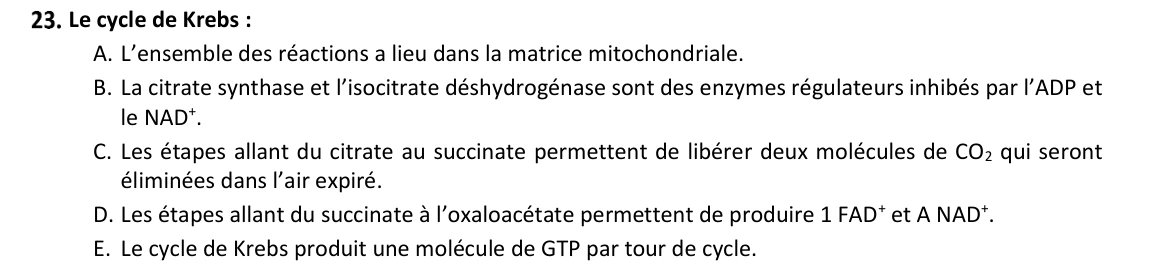 23. Le cycle de Krebs :
A. L’ensemble des réactions a lieu dans la matrice mitochondriale.
B. La citrate synthase et l’isocitrate déshydrogénase sont des enzymes régulateurs inhibés par l’ADP et
le NAD⁺.
C. Les étapes allant du citrate au succinate permettent de libérer deux molécules de CO₂ qui seront
éliminées dans l’air expiré.
D. Les étapes allant du succinate à l’oxaloacétate permettent de produire 1 FAD⁺ et A NAD⁺.
E. Le cycle de Krebs produit une molécule de GTP par tour de cycle.